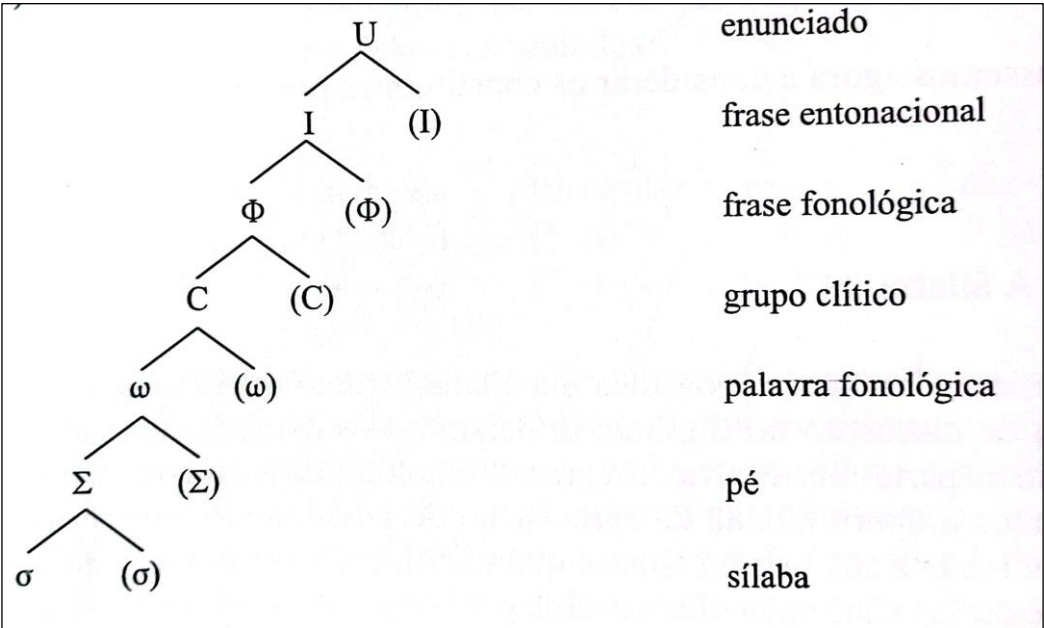 U enunciado
I (I) frase entonacional
Φ (Φ) frase fonológica
C (C) grupo clítico
ω (ω) palavra fonológica
Σ (Σ) pé
σ (σ) sílaba